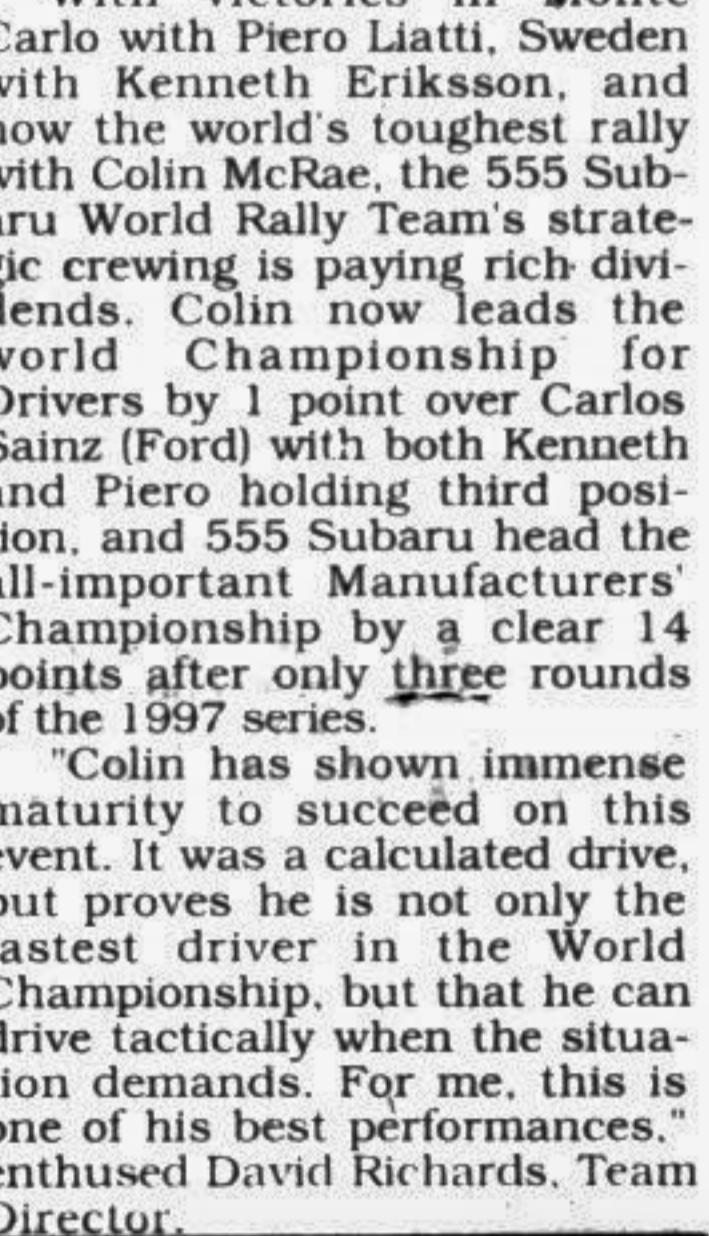 with victories in Monte
Carlo with Piero Liatti, Sweden
with Kenneth Eriksson, and
now the world's toughest rally
with Colin McRae, the 555 Sub-
aru World Rally Team's strate-
gic crewing is paying rich divi-
dends. Colin now leads the
world Championship for
Drivers by 1 point over Carlos
Sainz (Ford) with both Kenneth
and Piero holding third posi-
tion, and 555 Subaru head the
all-important Manufacturers'
Championship by a clear 14
points after only three rounds
of the 1997 series.
"Colin has shown immense
maturity to succeed on this
event. It was a calculated drive,
but proves he is not only the
fastest driver in the World
Championship, but that he can
drive tactically when the situa-
tion demands. For me, this is
one of his best performances."
enthused David Richards, Team
Director.